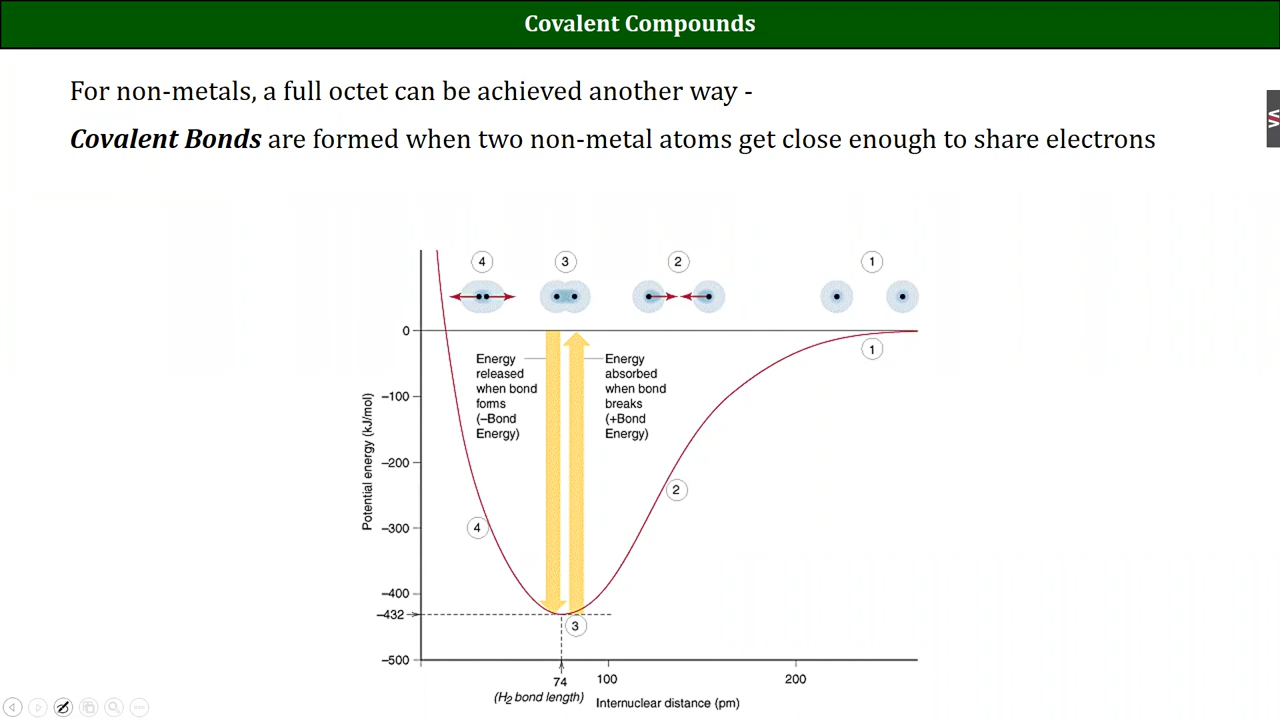 Covalent Compounds
For non-metals, a full octet can be achieved another way -
Covalent Bonds are formed when two non-metal atoms get close enough to share electrons
4
3
2
1
0
–100
–200
–300
–400
–432
–500
Potential energy (kJ/mol)
Energy
released
when bond
forms
(–Bond
Energy)
Energy
absorbed
when bond
breaks
(+Bond
Energy)
1
2
4
3
74
100
200
(H2 bond length)
Internuclear distance (pm)